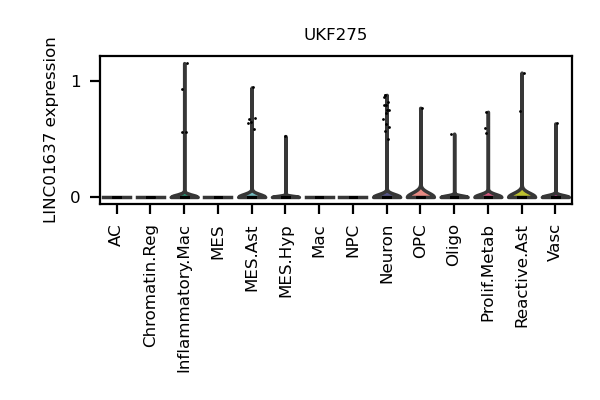 UKF275
LINC01637 expression
1
0
AC
Chromatin.Reg
Inflammatory.Mac
MES
MES.Ast
MES.Hyp
Mac
NPC
Neuron
OPC
Oligo
Prolif.Metab
Reactive.Ast
Vasc